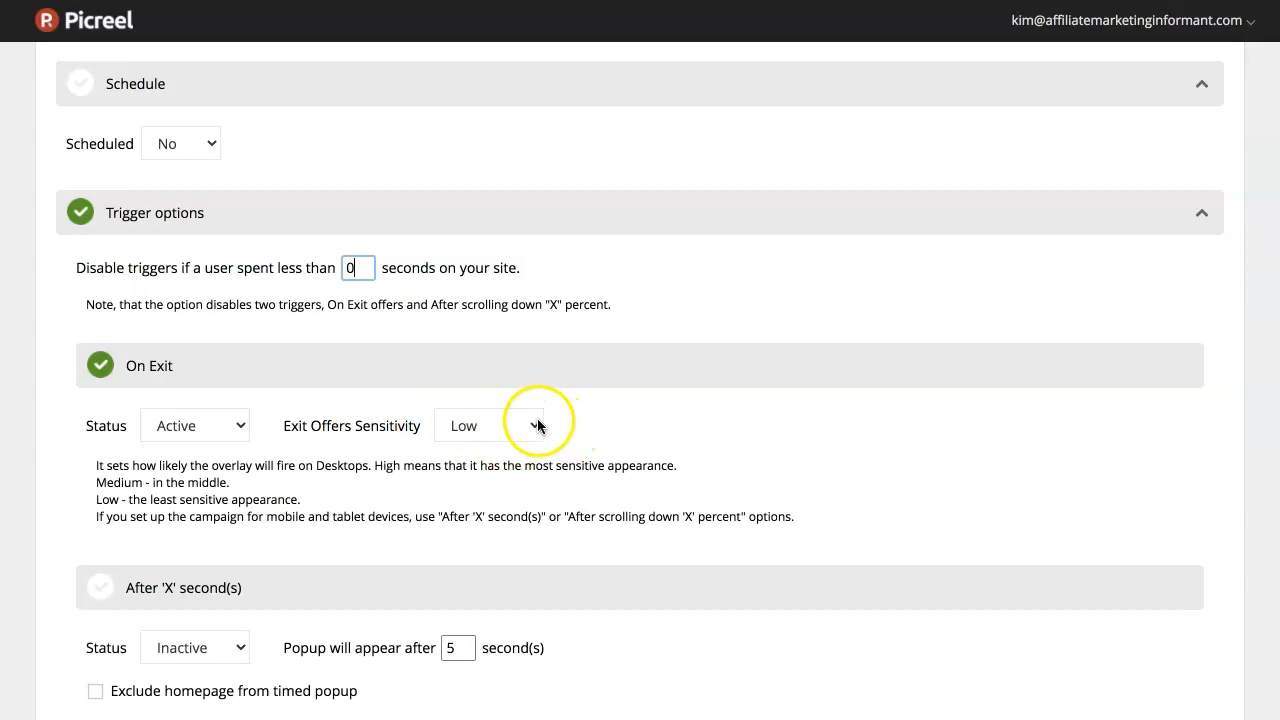 Picreel
kim@affiliatemarketinginformant.com
Schedule
Scheduled No
Trigger options
Disable triggers if a user spent less than 0 seconds on your site.
Note, that the option disables two triggers, On Exit offers and After scrolling down "X" percent.
On Exit
Status Active Exit Offers Sensitivity Low
It sets how likely the overlay will fire on Desktops. High means that it has the most sensitive appearance.
Medium - in the middle.
Low - the least sensitive appearance.
If you set up the campaign for mobile and tablet devices, use "After 'X' second(s)" or "After scrolling down 'X' percent" options.
After 'X' second(s)
Status Inactive Popup will appear after 5 second(s)
Exclude homepage from timed popup